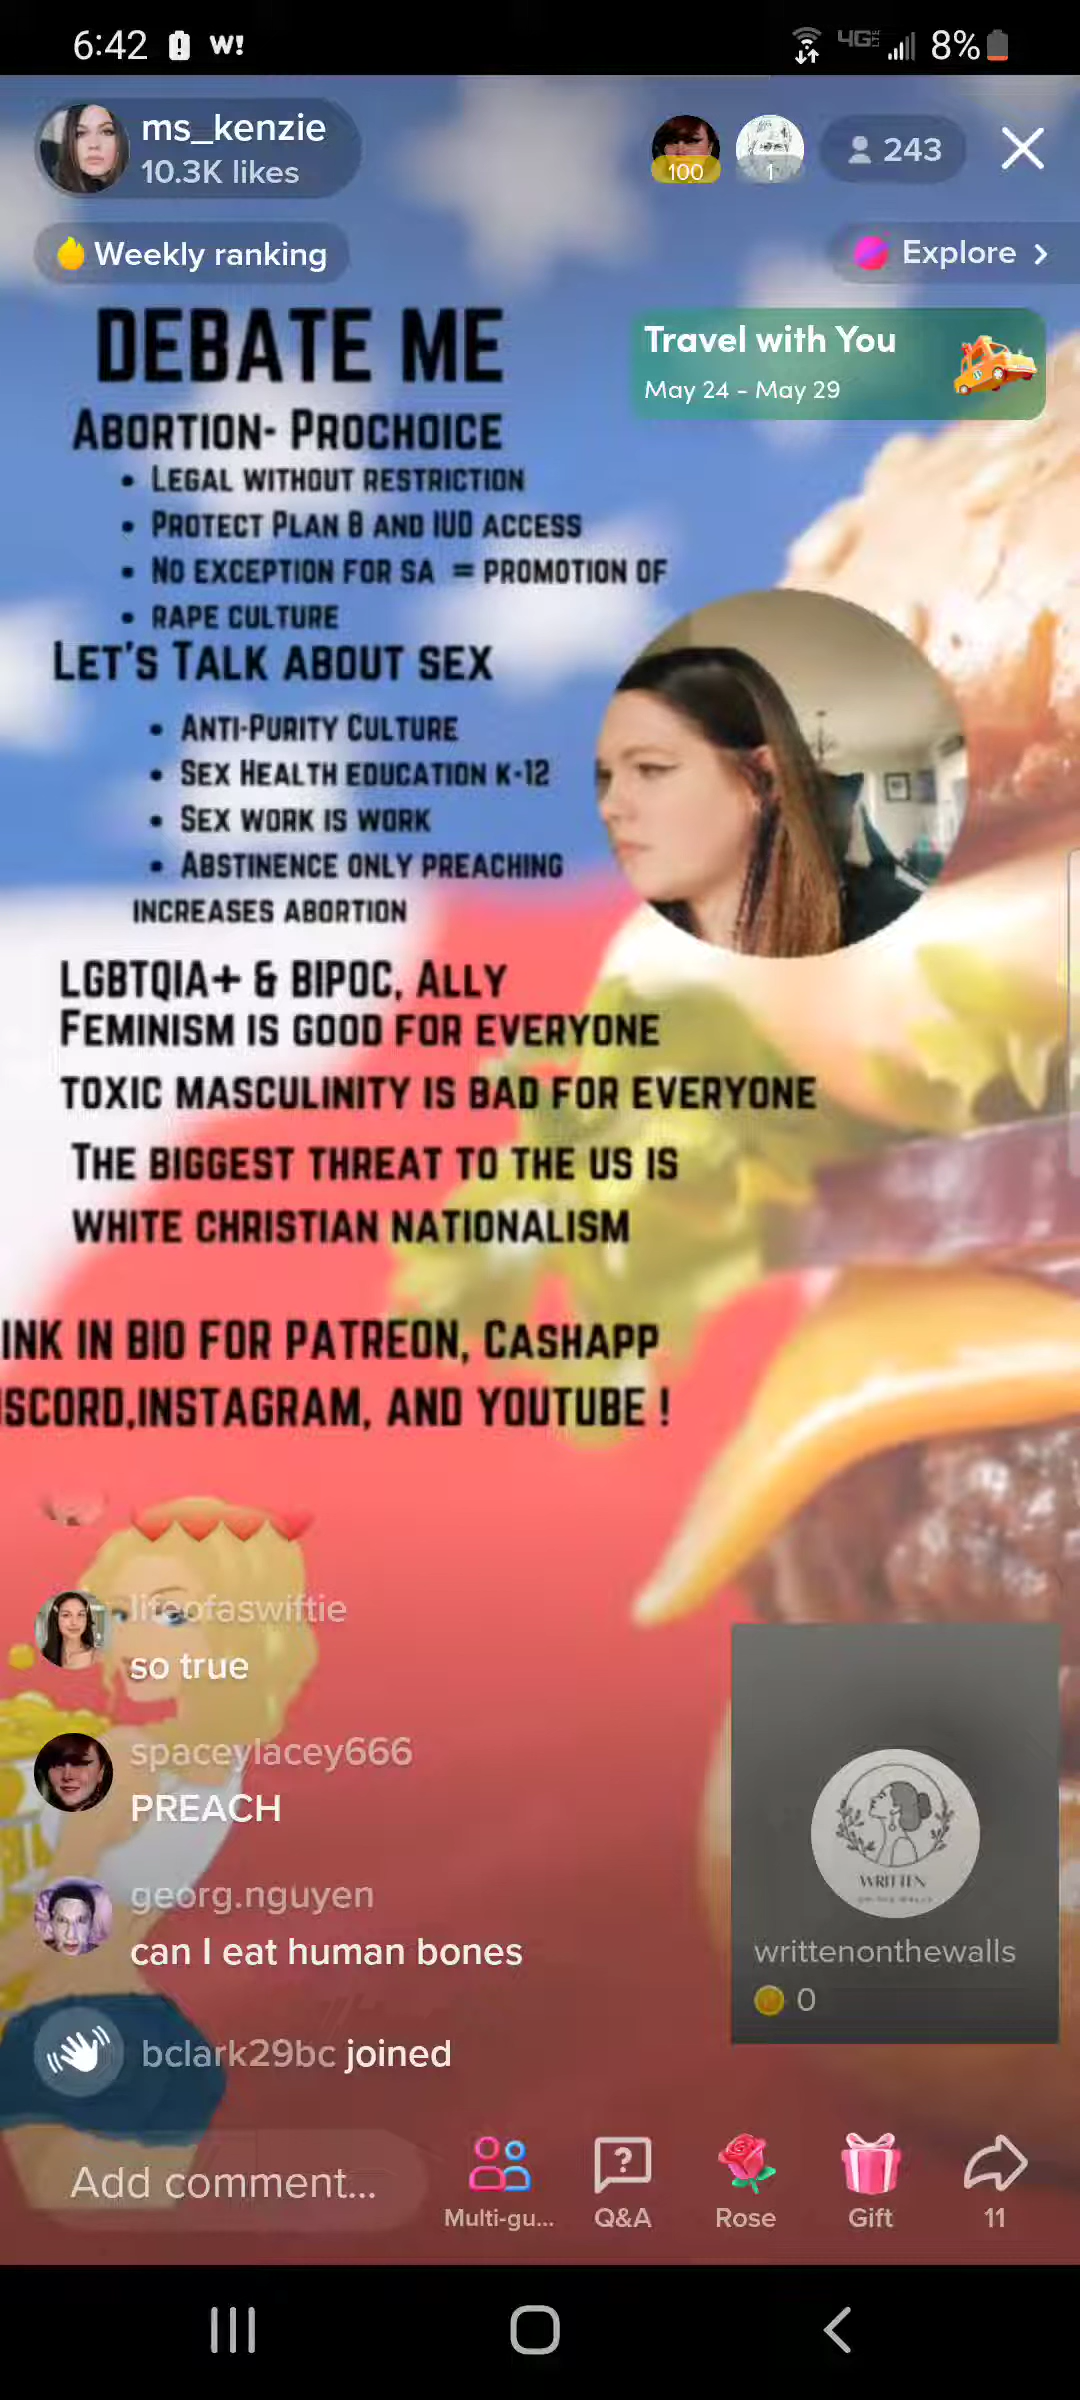 6:42 W! 4G LTE 8%
ms_kenzie
10.3K likes
100
1
243
Weekly ranking
Explore >
DEBATE ME
Travel with You
May 24 - May 29
ABORTION- PROCHOICE
• LEGAL WITHOUT RESTRICTION
• PROTECT PLAN B AND IUD ACCESS
• NO EXCEPTION FOR SA = PROMOTION OF
• RAPE CULTURE
LET'S TALK ABOUT SEX
• ANTI-PURITY CULTURE
• SEX HEALTH EDUCATION K-12
• SEX WORK IS WORK
• ABSTINENCE ONLY PREACHING
INCREASES ABORTION
LGBTQIA+ & BIPOC, ALLY
FEMINISM IS GOOD FOR EVERYONE
TOXIC MASCULINITY IS BAD FOR EVERYONE
THE BIGGEST THREAT TO THE US IS
WHITE CHRISTIAN NATIONALISM
INK IN BIO FOR PATREON, CASHAPP
ISCORD,INSTAGRAM, AND YOUTUBE !
lifeofaswiftie
so true
spaceylacey666
PREACH
georg.nguyen
can I eat human bones
WRITTEN
writtenonthewalls
0
bclark29bc joined
Add comment...
Multi-gu...
Q&A
Rose
Gift
11